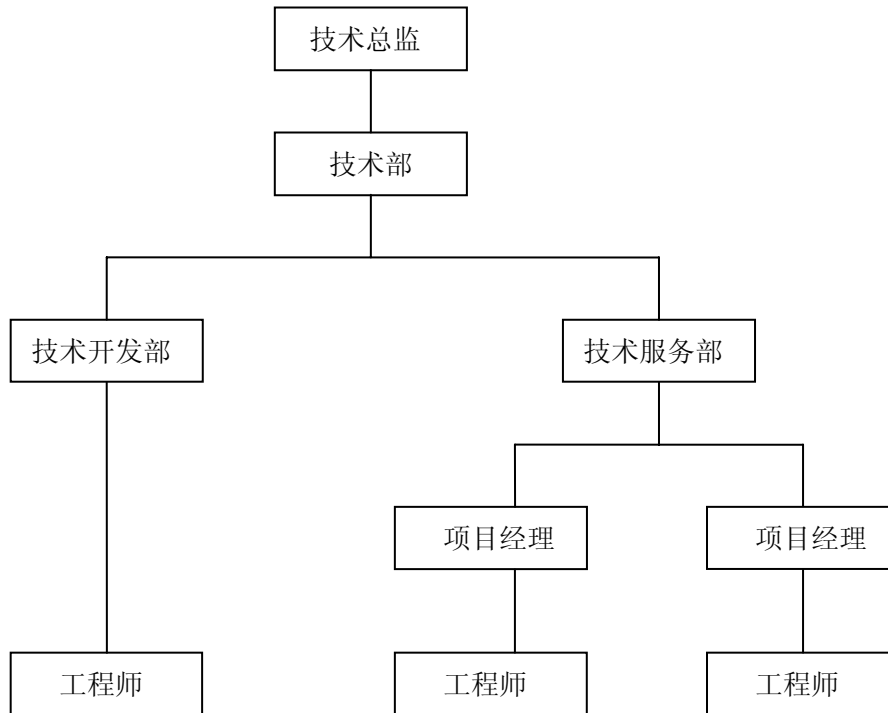 技术总监
技术部
技术开发部
技术服务部
项目经理
项目经理
工程师
工程师
工程师